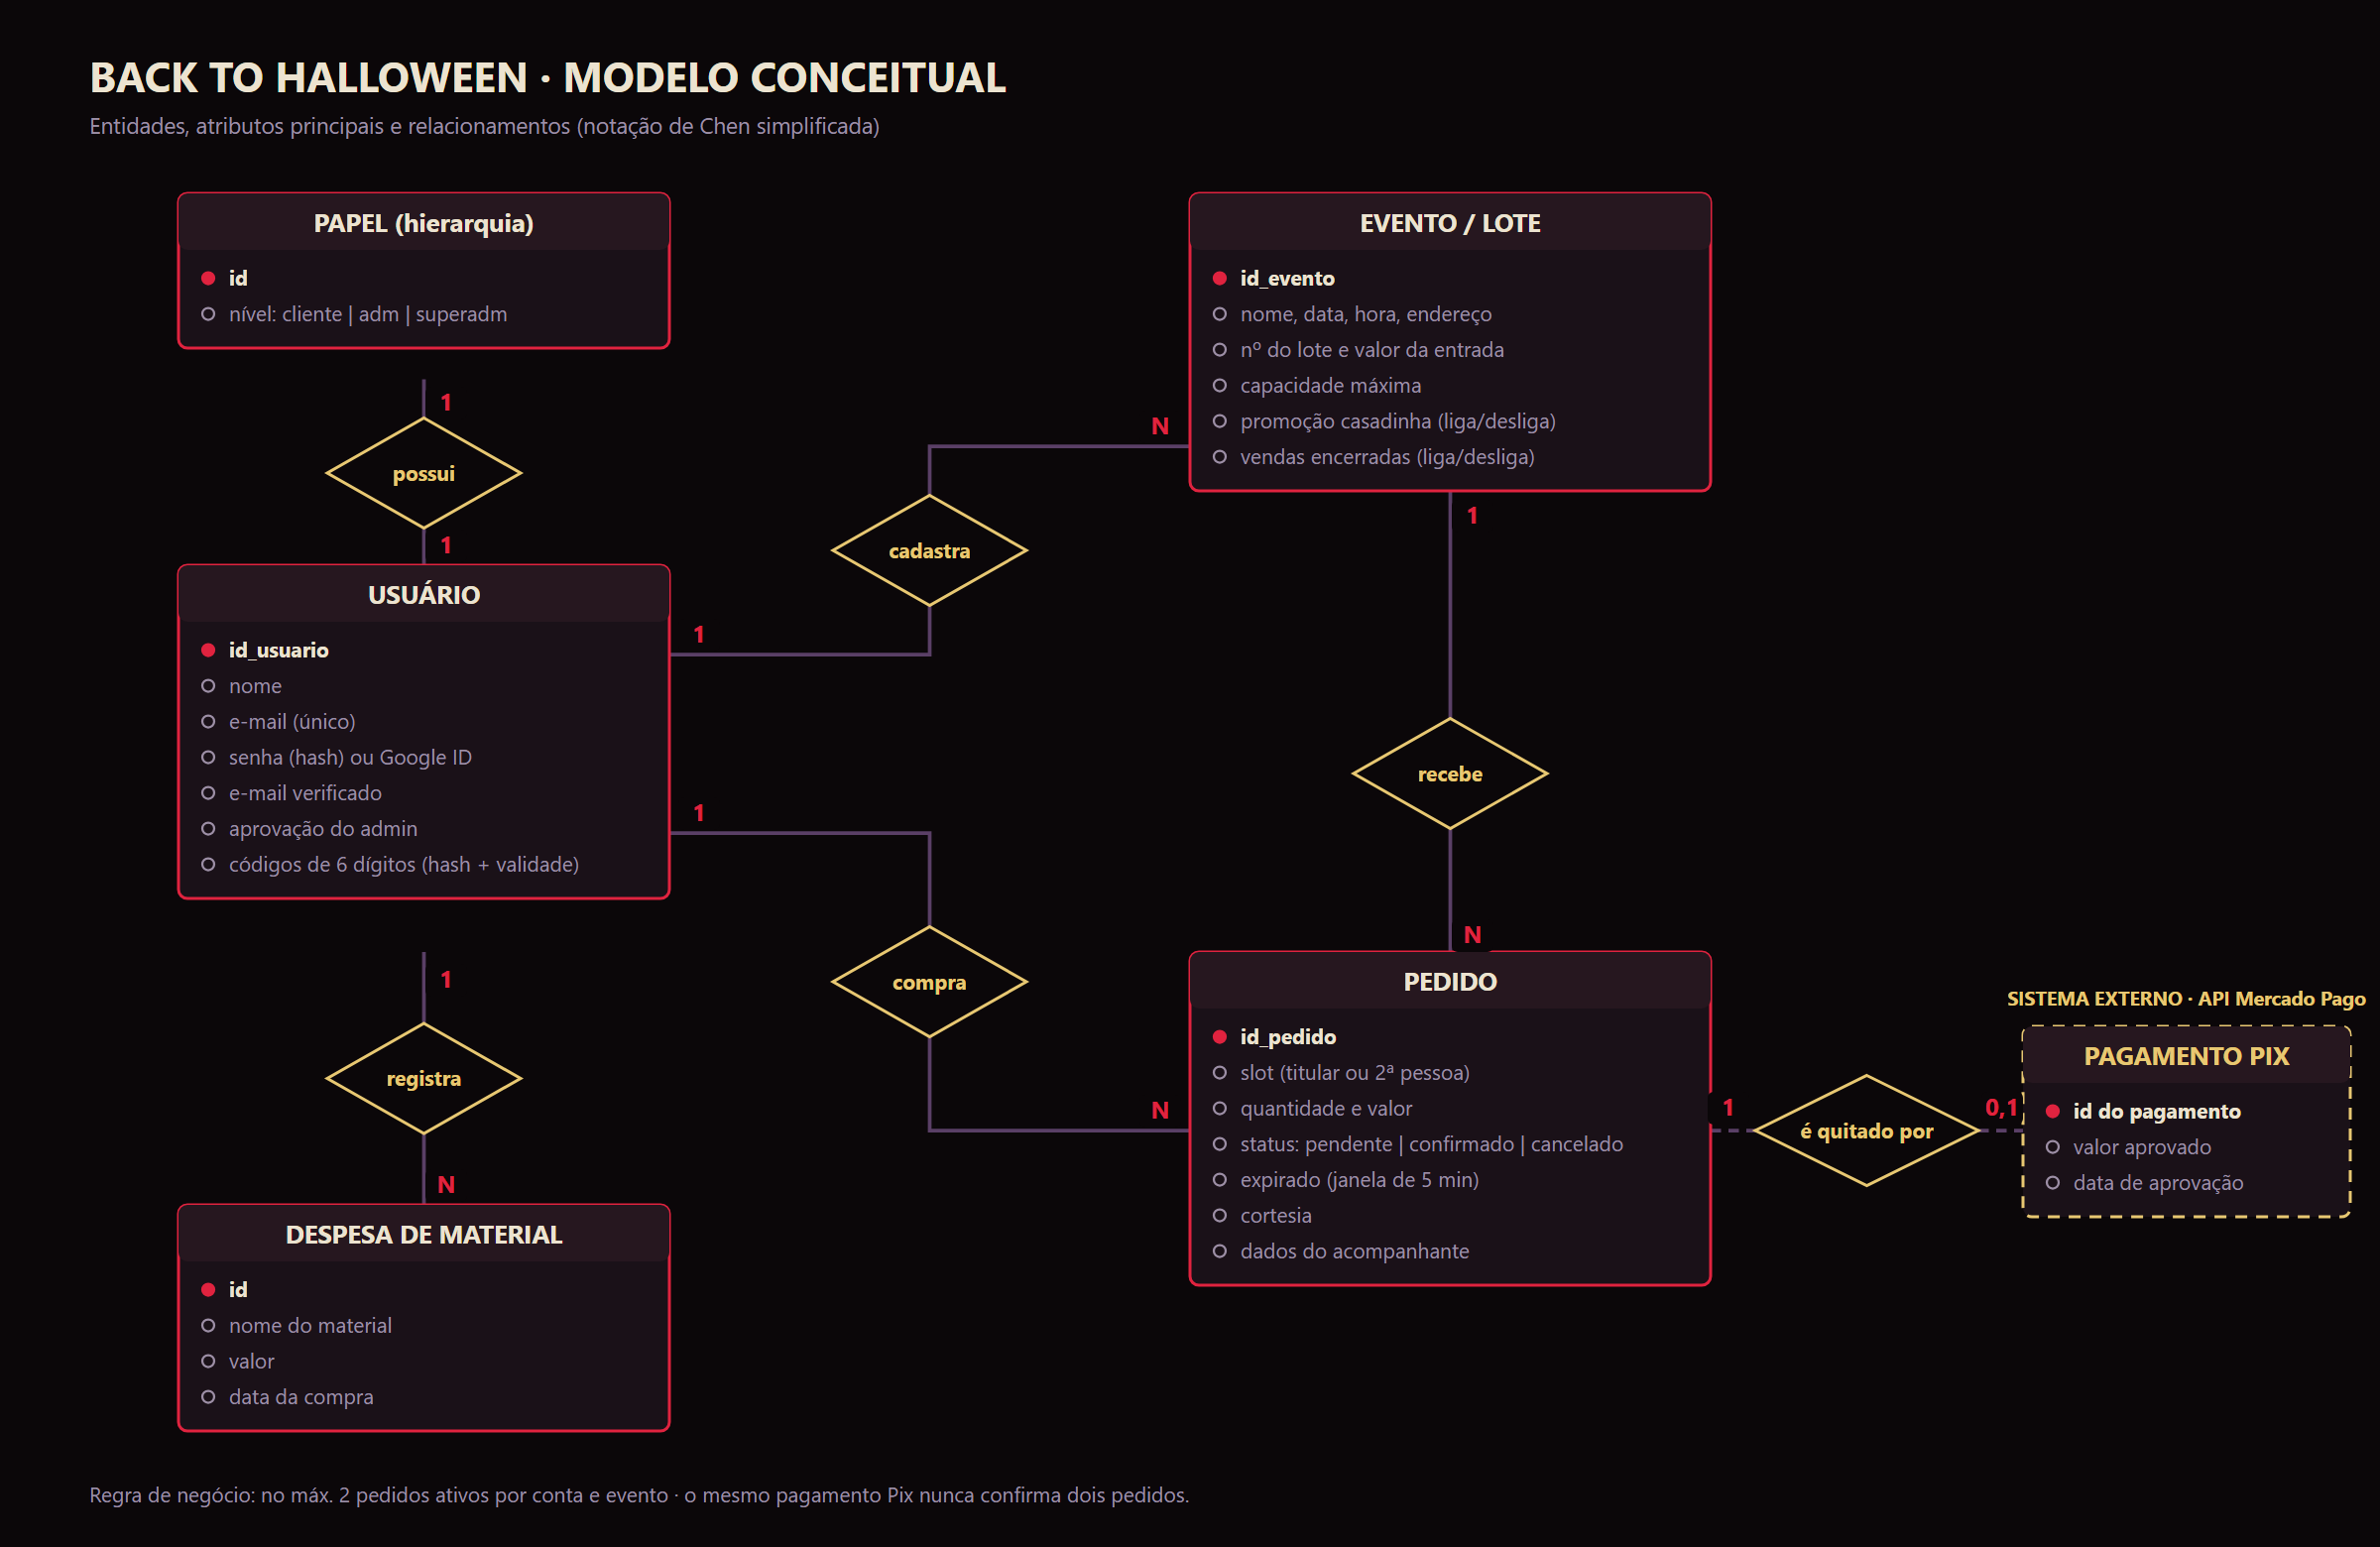 BACK TO HALLOWEEN · MODELO CONCEITUAL
Entidades, atributos principais e relacionamentos (notação de Chen simplificada)
PAPEL (hierarquia)
id
nível: cliente | adm | superadm
1
possui
1
USUÁRIO
id_usuario
nome
e-mail (único)
senha (hash) ou Google ID
e-mail verificado
aprovação do admin
códigos de 6 dígitos (hash + validade)
1
registra
N
DESPESA DE MATERIAL
id
nome do material
valor
data da compra
1
cadastra
N
1
compra
N
EVENTO / LOTE
id_evento
nome, data, hora, endereço
nº do lote e valor da entrada
capacidade máxima
promoção casadinha (liga/desliga)
vendas encerradas (liga/desliga)
1
recebe
N
PEDIDO
id_pedido
slot (titular ou 2ª pessoa)
quantidade e valor
status: pendente | confirmado | cancelado
expirado (janela de 5 min)
cortesia
dados do acompanhante
1
é quitado por
0,1
SISTEMA EXTERNO · API Mercado Pago
PAGAMENTO PIX
id do pagamento
valor aprovado
data de aprovação
Regra de negócio: no máx. 2 pedidos ativos por conta e evento · o mesmo pagamento Pix nunca confirma dois pedidos.